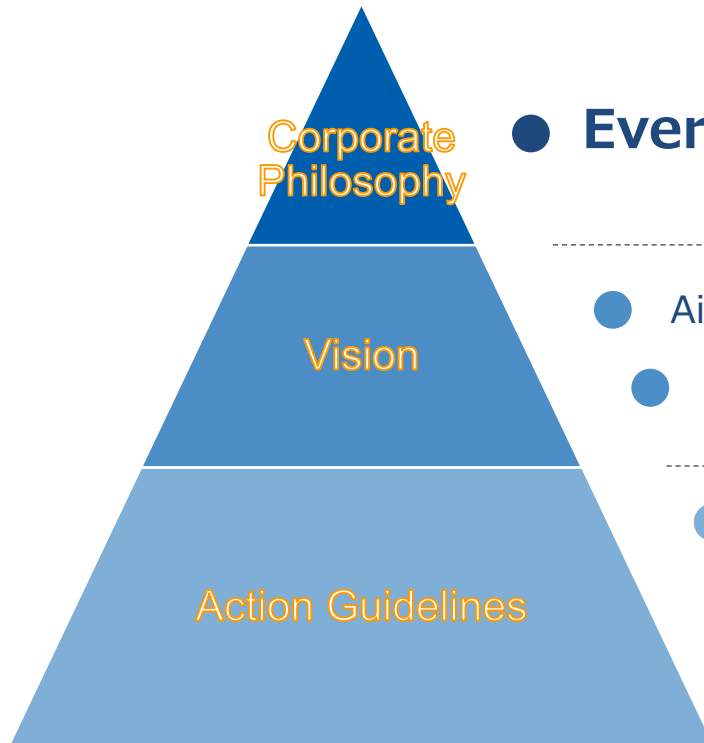 Corporate
Philosophy
Ever
Vision
Ai
Action Guidelines